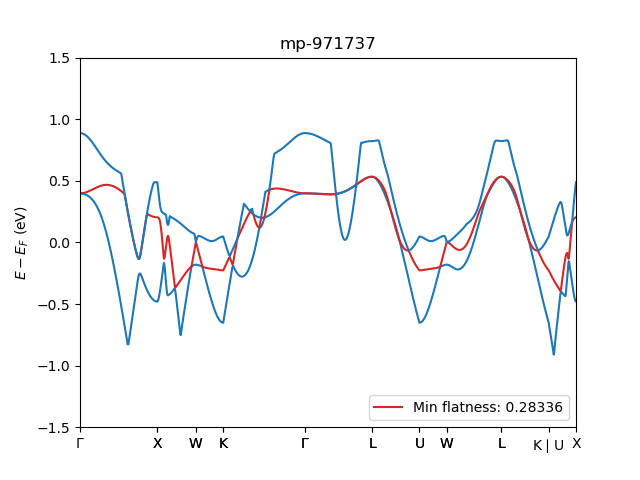 mp-971737
1.5
1.0
0.5
0.0
−0.5
−1.0
−1.5
E − E_F (eV)
Min flatness: 0.28336
Γ X W K Γ L U W L K | U X